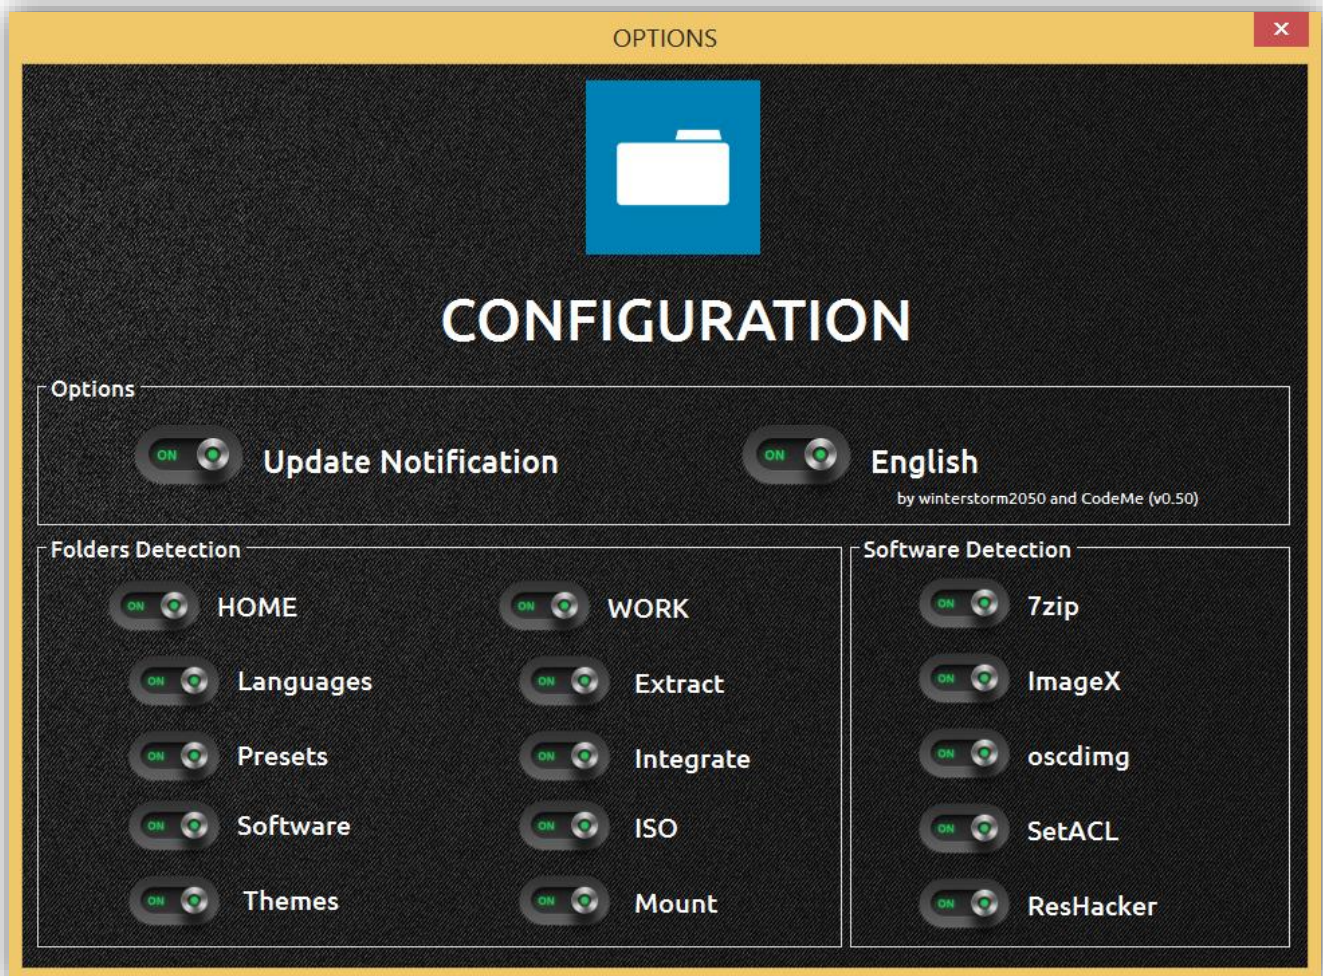 OPTIONS
x
CONFIGURATION
Options
ON Update Notification
ON English
by winterstorm2050 and CodeMe (v0.50)
Folders Detection
ON HOME
ON WORK
ON Languages
ON Extract
ON Presets
ON Integrate
ON Software
ON ISO
ON Themes
ON Mount
Software Detection
ON 7zip
ON ImageX
ON oscdimg
ON SetACL
ON ResHacker